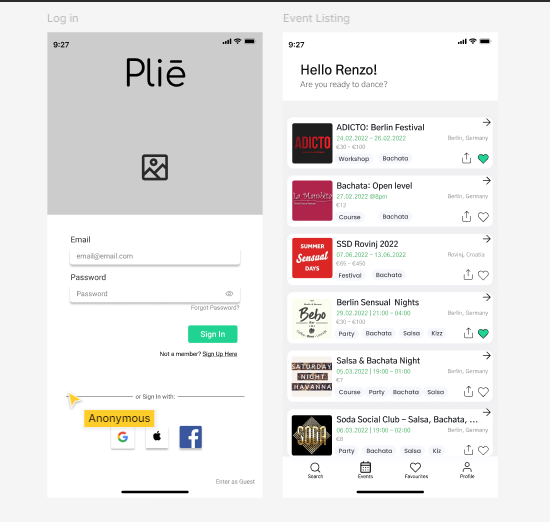 Log in
9:27
Pliē
Email
email@email.com
Password
Password
Forgot Password?
Sign In
Not a member? Sign Up Here
or Sign In with:
Anonymous
Enter as Guest
Event Listing
9:27
Hello Renzo!
Are you ready to dance?
ADICTO
ADICTO: Berlin Festival
24.02.2022 – 26.02.2022
Berlin, Germany
€30 – €100
Workshop Bachata
Bachata: Open level
27.02.2022 @8pm
Berlin, Germany
€12
Course Bachata
SUMMER
Sensual
DAYS
SSD Rovinj 2022
07.06.2022 – 13.06.2022
Rovinj, Croatia
€65 – €450
Festival Bachata
Bebo
Berlin Sensual Nights
29.02.2022 | 21:00 – 04:00
Berlin, Germany
€30 – €100
Party Bachata Salsa Kizz
SATURDAY
NIGHT
HAVANNA
Salsa & Bachata Night
05.03.2022 | 19:00 – 01:00
Berlin, Germany
€7
Course Party Bachata Salsa
SODA
Soda Social Club – Salsa, Bachata, ...
06.03.2022 | 19:00 – 02:00
Berlin, Germany
€8
Party Bachata Salsa Kiz
Search Events Favourites Profile